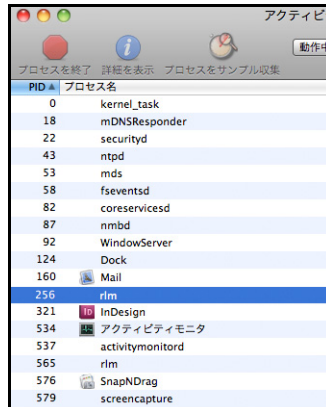 アクティビ
プロセスを終了 詳細を表示 プロセスをサンプル収集 動作中
PID プロセス名
0 kernel_task
18 mDNSResponder
22 securityd
43 ntpd
53 mds
58 fseventsd
82 coreservicesd
87 nmbd
92 WindowServer
124 Dock
160 Mail
256 rlm
321 InDesign
534 アクティビティモニタ
537 activitymonitord
565 rlm
576 SnapNDrag
579 screencapture